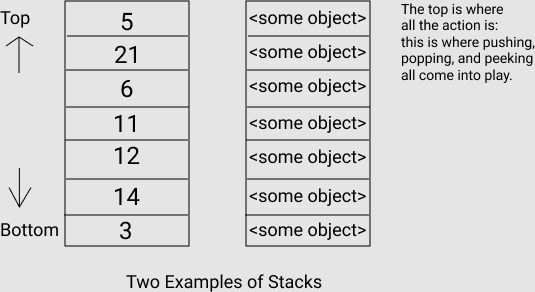 Top
5
<some object>
21
<some object>
6
<some object>
11
<some object>
12
<some object>
14
<some object>
Bottom
3
<some object>
The top is where
all the action is:
this is where pushing,
popping, and peeking
all come into play.
Two Examples of Stacks